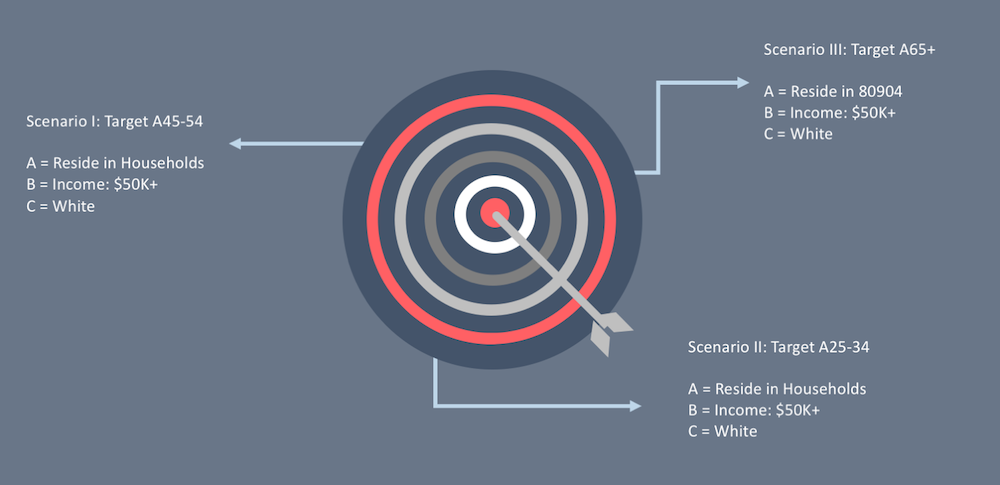 Scenario I: Target A45-54
A = Reside in Households
B = Income: $50K+
C = White
Scenario III: Target A65+
A = Reside in 80904
B = Income: $50K+
C = White
Scenario II: Target A25-34
A = Reside in Households
B = Income: $50K+
C = White